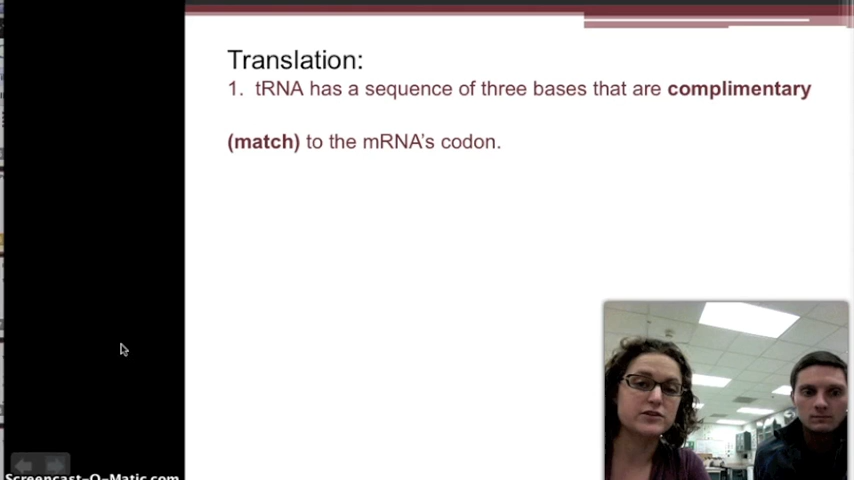 Translation:
1. tRNA has a sequence of three bases that are complimentary
(match) to the mRNA's codon.
Screencast-O-Matic.com